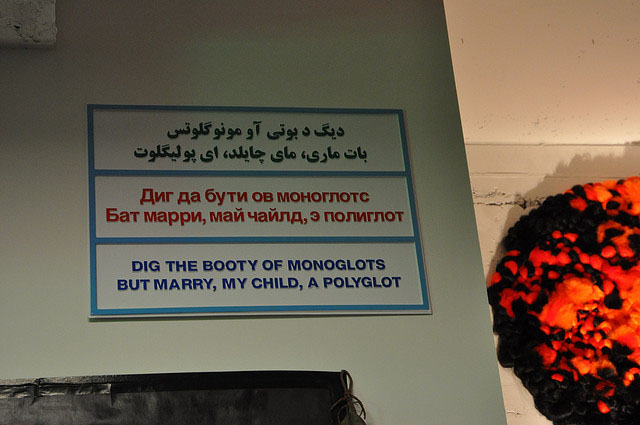 دیگ د بوتی آو مونوگلوتس
بات ماری، مای چایلد، ای پولیگلوت
Диг да бути ов моноглотс
Бат марри, май чайлд, э полиглот
DIG THE BOOTY OF MONOGLOTS
BUT MARRY, MY CHILD, A POLYGLOT